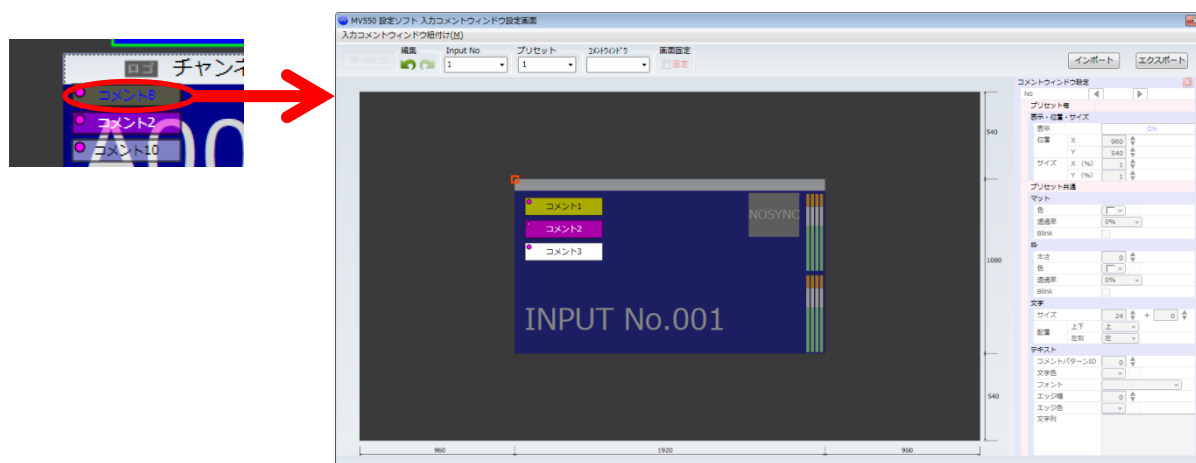 ロゴ チャンネ
コメント8
コメント2
コメント10
A00
MV550 設定ソフト 入力コメントウィンドウ設定画面
入力コメントウィンドウ紐付け(M)
編集 Input No プリセット コメントウィンドウ 画面固定
1 1 固定
インポート エクスポート
540
1080
540
コメント1
コメント2
コメント3
NOSYNC
INPUT No.001
960 1920 960
コメントウィンドウ設定
No
プリセット毎
表示・位置・サイズ
表示 ON
位置 X 960
Y 540
サイズ X (%) 1
Y (%) 1
プリセット共通
マット
色
透過率 0%
Blink
枠
太さ 0
色
透過率 0%
Blink
文字
サイズ 24 + 0
配置 上下 上
左右 左
テキスト
コメントパターンID 0
文字色
フォント
エッジ幅 0
エッジ色
文字列